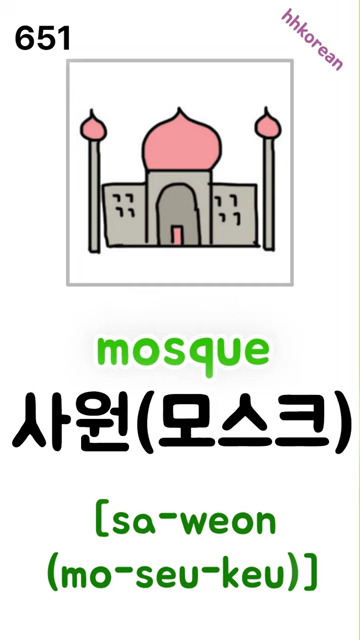 651
hhkorean
mosque
사원(모스크)
[sa-weon
(mo-seu-keu)]